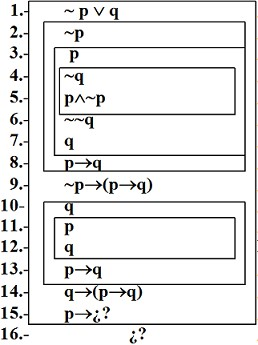 1.- ~ p ∨ q
2.- ~p
3.- p
4.- ~q
5.- p∧~p
6.- ~~q
7.- q
8.- p→q
9.- ~p→(p→q)
10- q
11.- p
12.- q
13.- p→q
14.- q→(p→q)
15.- p→¿?
16.- ¿?